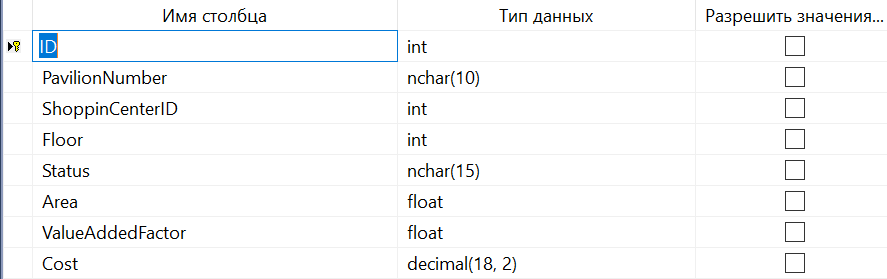 Имя столбца Тип данных Разрешить значения...
ID int
PavilionNumber nchar(10)
ShoppinCenterID int
Floor int
Status nchar(15)
Area float
ValueAddedFactor float
Cost decimal(18, 2)